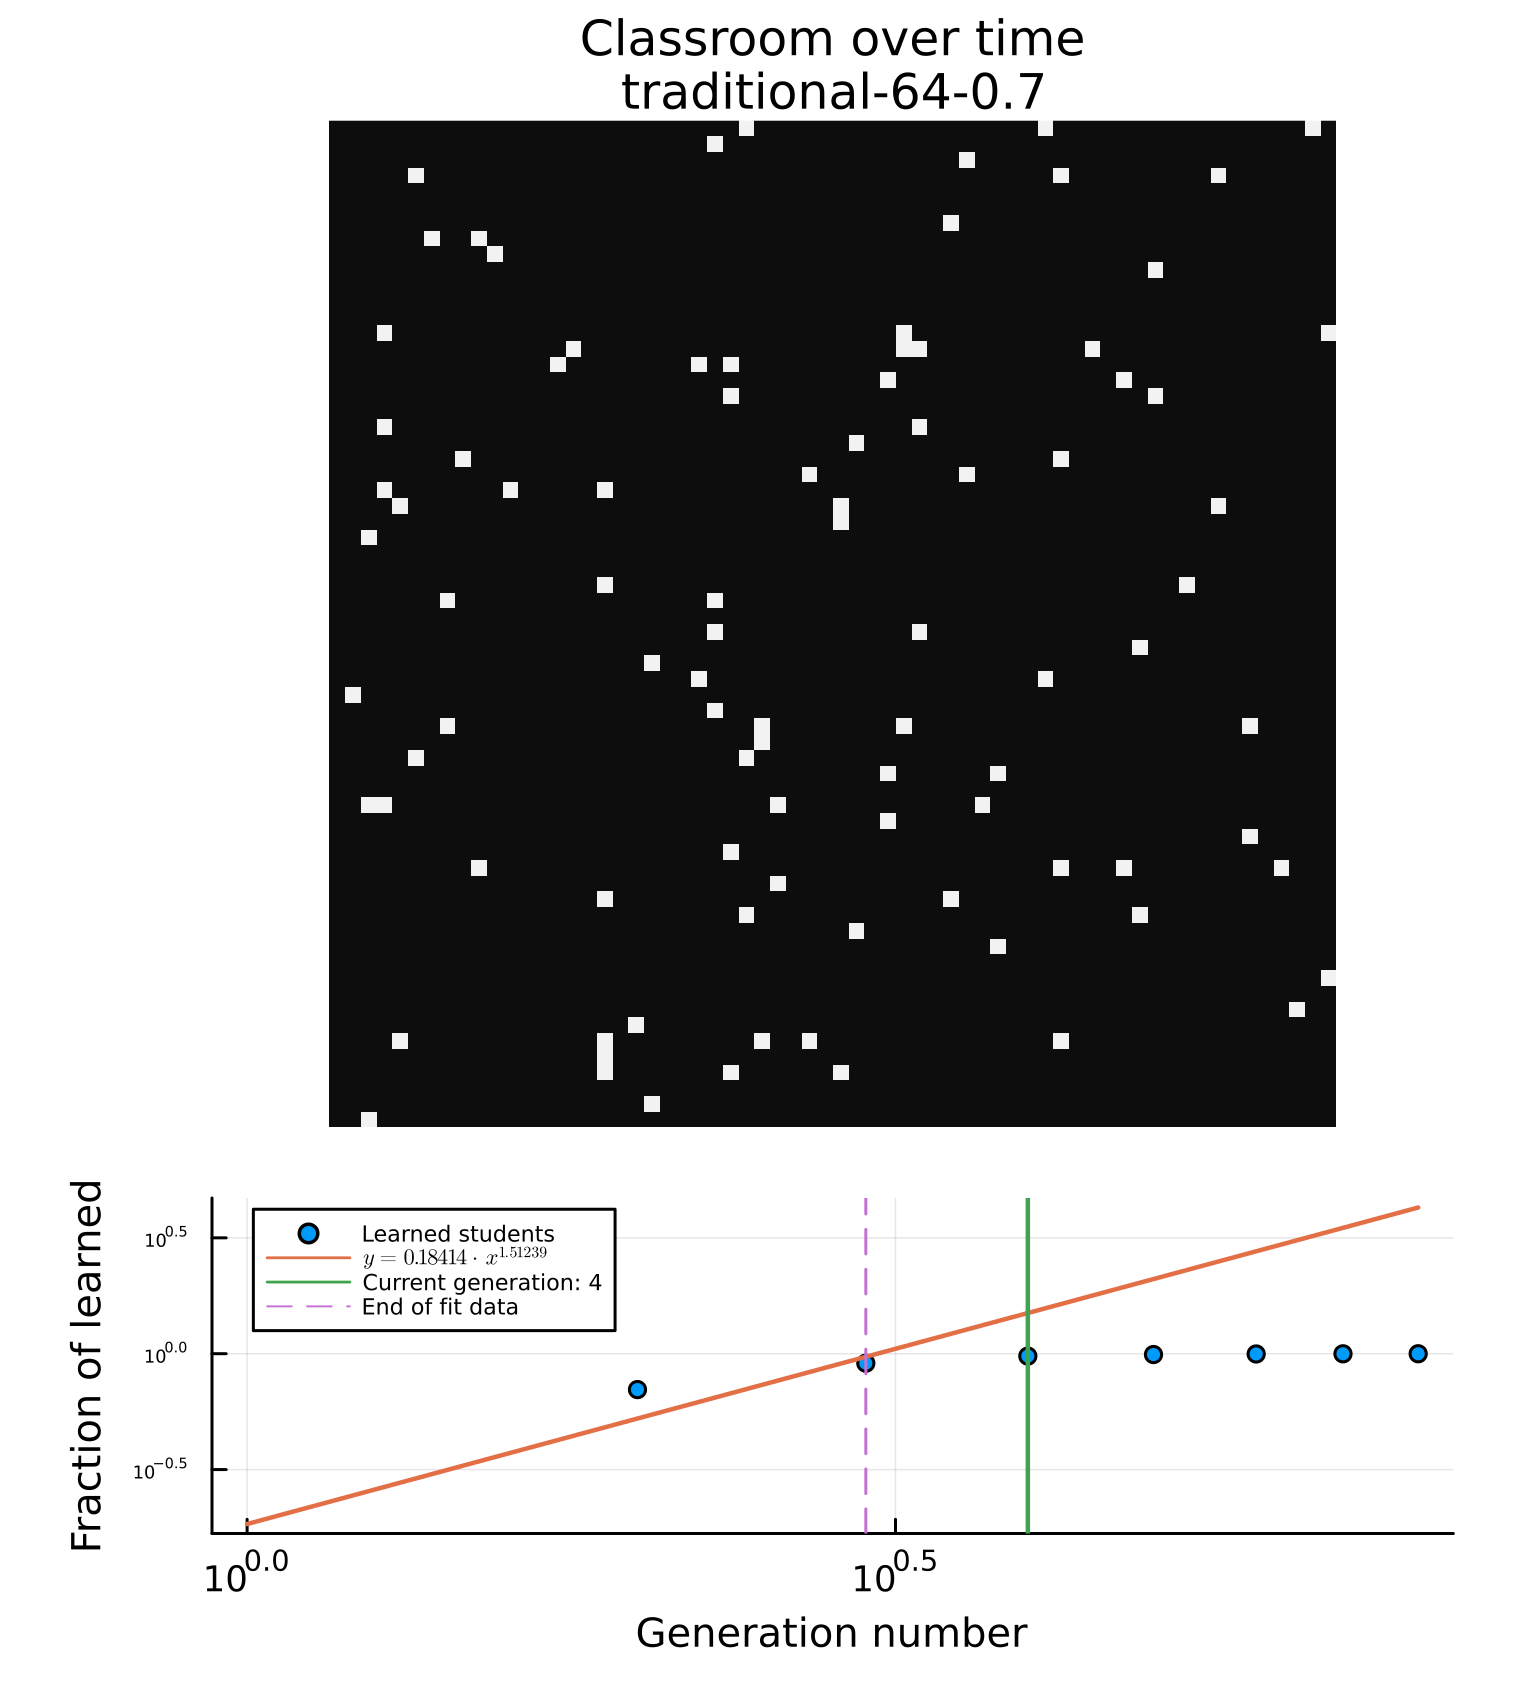 Classroom over time
traditional-64-0.7
Fraction of learned
10^0.5
10^0.0
10^−0.5
Learned students
y = 0.18414 · x^1.51239
Current generation: 4
End of fit data
10^0.0
10^0.5
Generation number